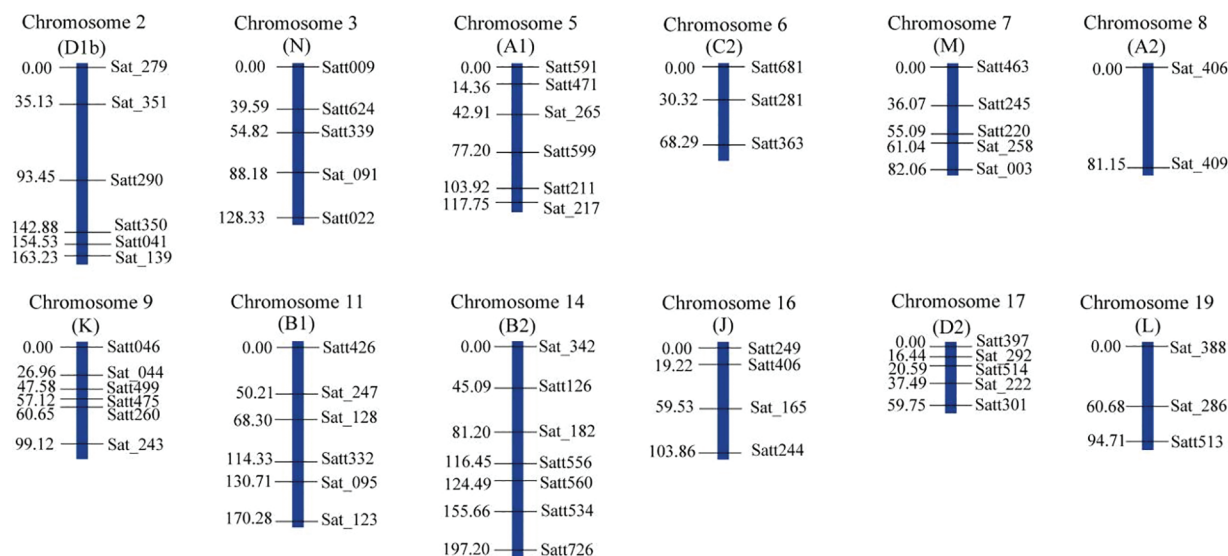 Chromosome 2
(D1b)
0.00 Sat_279
35.13 Sat_351
93.45 Satt290
142.88 Satt350
154.53 Satt041
163.23 Sat_139
Chromosome 3
(N)
0.00 Satt009
39.59 Satt624
54.82 Satt339
88.18 Sat_091
128.33 Satt022
Chromosome 5
(A1)
0.00 Satt591
14.36 Satt471
42.91 Sat_265
77.20 Satt599
103.92 Satt211
117.75 Sat_217
Chromosome 6
(C2)
0.00 Satt681
30.32 Satt281
68.29 Satt363
Chromosome 7
(M)
0.00 Satt463
36.07 Satt245
55.09 Satt220
61.04 Sat_258
82.06 Sat_003
Chromosome 8
(A2)
0.00 Sat_406
81.15 Sat_409
Chromosome 9
(K)
0.00 Satt046
26.96 Sat_044
47.58 Satt499
57.12 Satt475
60.65 Satt260
99.12 Sat_243
Chromosome 11
(B1)
0.00 Satt426
50.21 Sat_247
68.30 Sat_128
114.33 Satt332
130.71 Sat_095
170.28 Sat_123
Chromosome 14
(B2)
0.00 Sat_342
45.09 Satt126
81.20 Sat_182
116.45 Satt556
124.49 Satt560
155.66 Satt534
197.20 Satt726
Chromosome 16
(J)
0.00 Satt249
19.22 Satt406
59.53 Sat_165
103.86 Satt244
Chromosome 17
(D2)
0.00 Satt397
16.44 Sat_292
20.59 Satt514
37.49 Sat_222
59.75 Satt301
Chromosome 19
(L)
0.00 Sat_388
60.68 Sat_286
94.71 Satt513